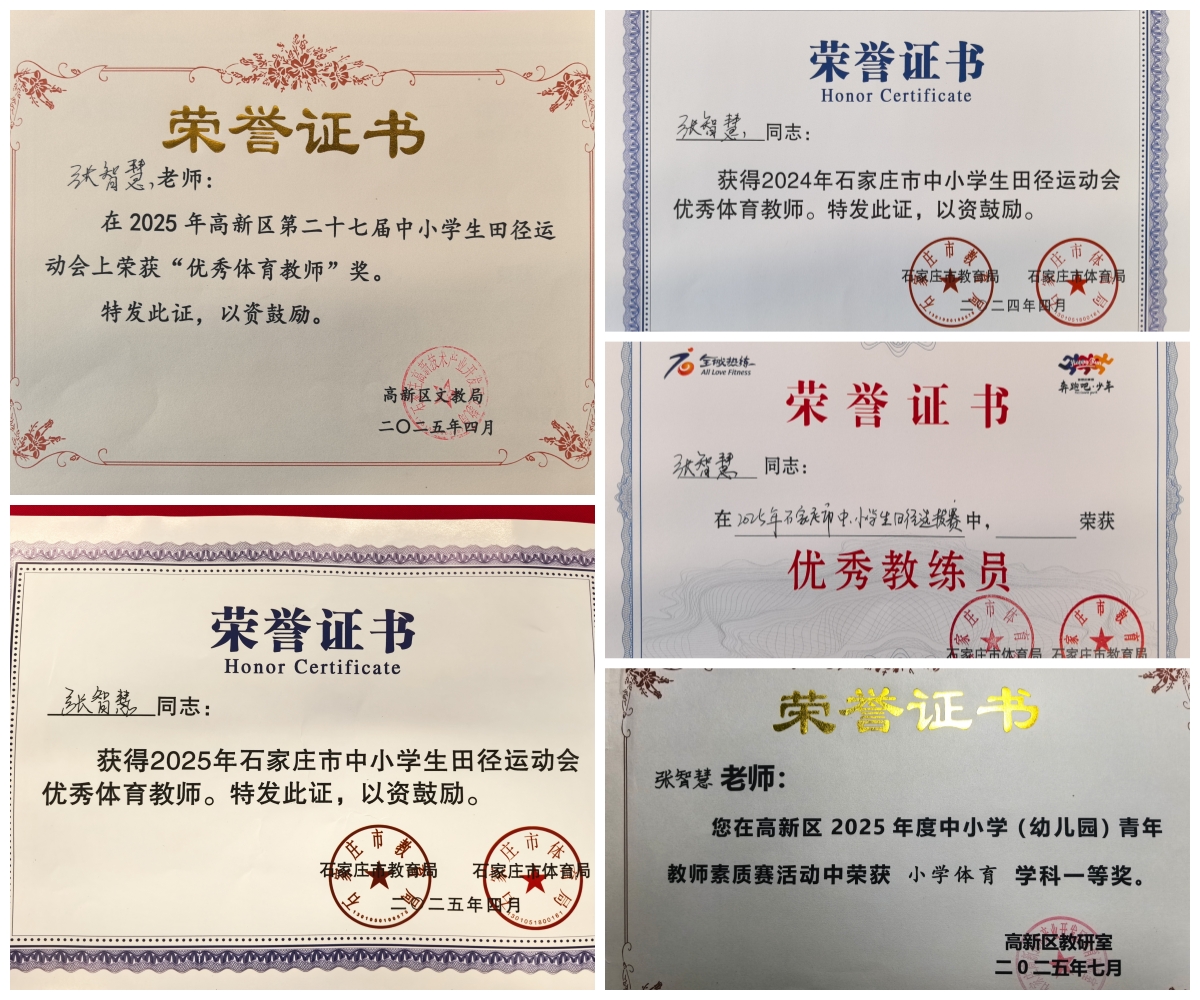 荣誉证书
张智慧，老师：
在 2025 年高新区第二十七届中小学生田径运
动会上荣获“优秀体育教师”奖。
特发此证，以资鼓励。
高新区文教局
二〇二五年四月
荣誉证书
Honor Certificate
张智慧，同志：
获得2024年石家庄市中小学生田径运动会
优秀体育教师。特发此证，以资鼓励。
石家庄市教育局 石家庄市体育局
二〇二四年四月
全城热练
All Love Fitness
奔跑吧·少年
荣誉证书
张智慧 同志：
在2025年石家庄市中小学生田径选拔赛中， 荣获
优秀教练员
石家庄市体育局 石家庄市教育局
荣誉证书
Honor Certificate
张智慧 同志：
获得2025年石家庄市中小学生田径运动会
优秀体育教师。特发此证，以资鼓励。
石家庄市教育局 石家庄市体育局
二〇二五年四月
荣誉证书
张智慧 老师：
您在高新区 2025 年度中小学（幼儿园）青年
教师素质赛活动中荣获 小学体育 学科一等奖。
高新区教研室
二0二五年七月